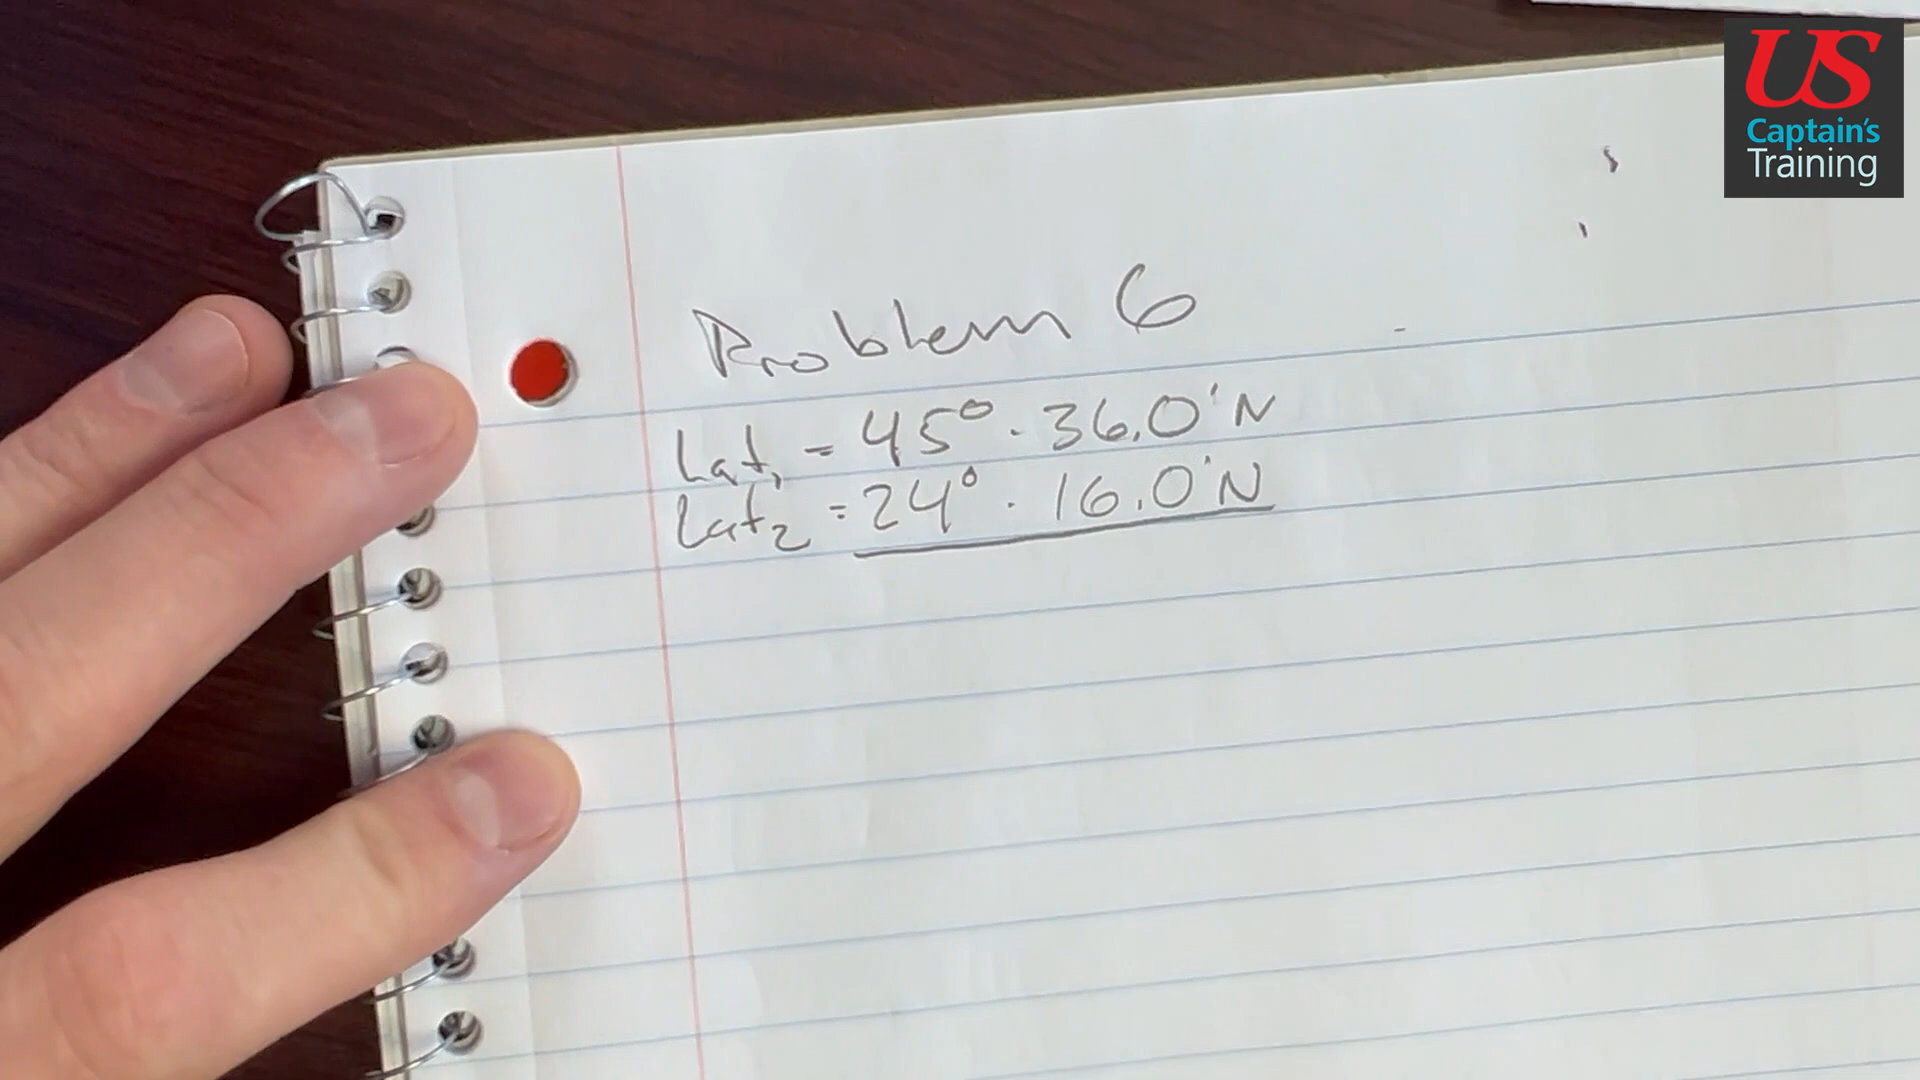 US
Captain's
Training
Problem 6
Lat₁ = 45° · 36.0'N
Lat₂ = 24° · 16.0'N